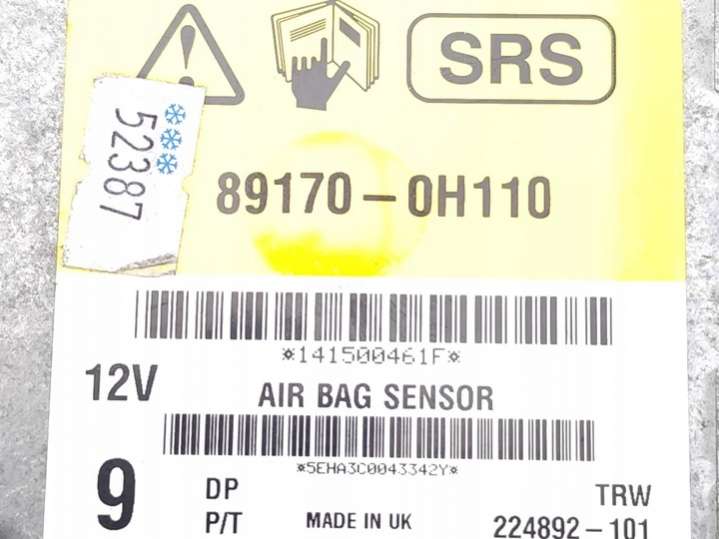 SRS
***52387
89170-0H110
*141500461F*
12V
AIR BAG SENSOR
*5EHA3C0043342Y*
9
DP
TRW
P/T
MADE IN UK
224892-101